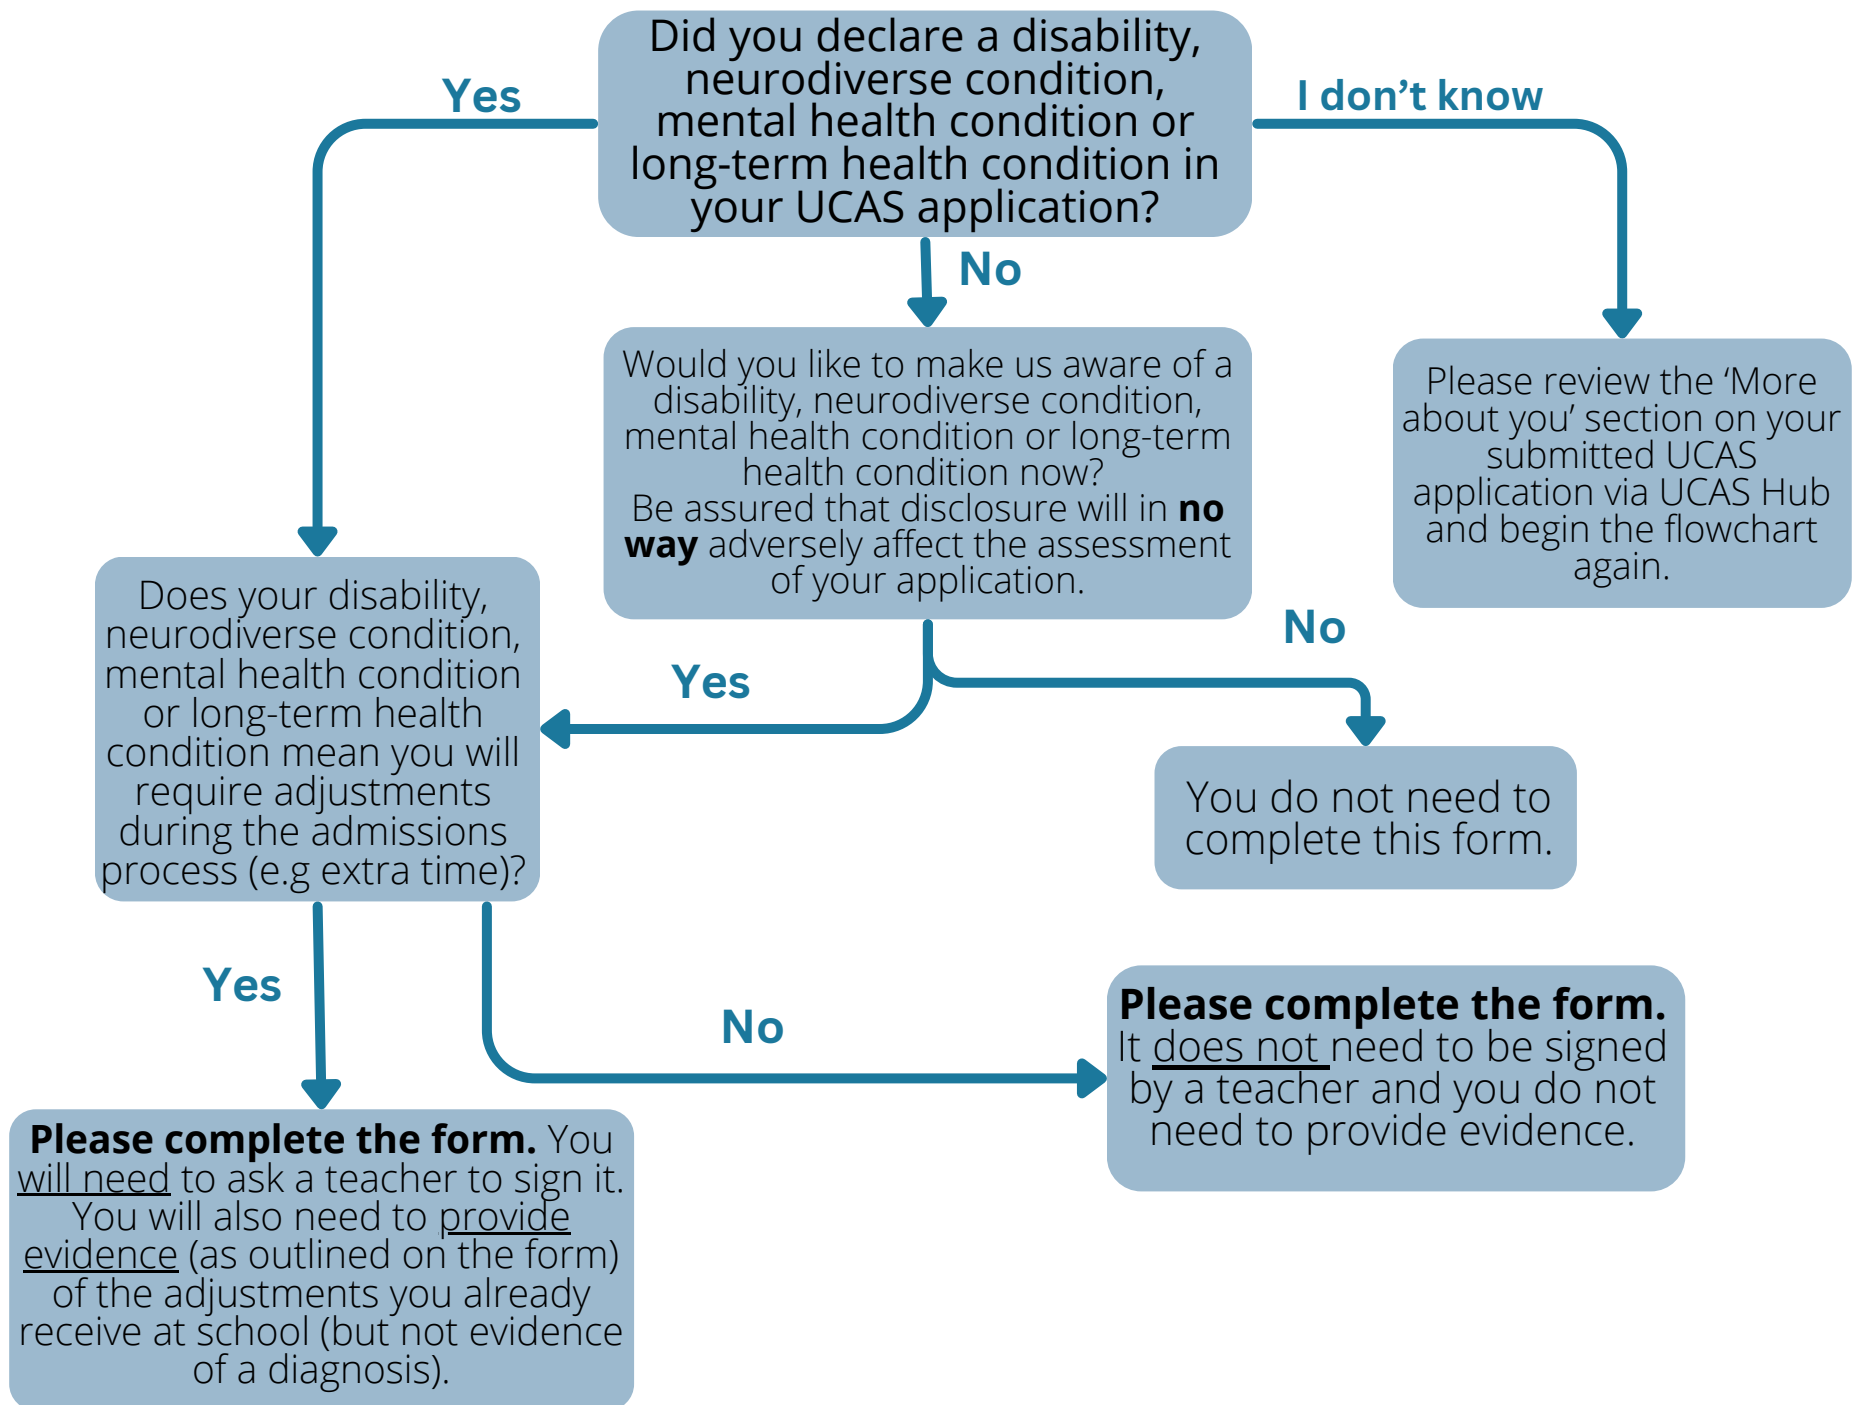 Did you declare a disability,
neurodiverse condition,
mental health condition or
long-term health condition in
your UCAS application?
Yes
I don’t know
No
Would you like to make us aware of a
disability, neurodiverse condition,
mental health condition or long-term
health condition now?
Be assured that disclosure will in no
way adversely affect the assessment
of your application.
Please review the ‘More
about you’ section on your
submitted UCAS
application via UCAS Hub
and begin the flowchart
again.
Does your disability,
neurodiverse condition,
mental health condition
or long-term health
condition mean you will
require adjustments
during the admissions
process (e.g extra time)?
Yes
No
You do not need to
complete this form.
Yes
No
Please complete the form.
It does not need to be signed
by a teacher and you do not
need to provide evidence.
Please complete the form. You
will need to ask a teacher to sign it.
You will also need to provide
evidence (as outlined on the form)
of the adjustments you already
receive at school (but not evidence
of a diagnosis).